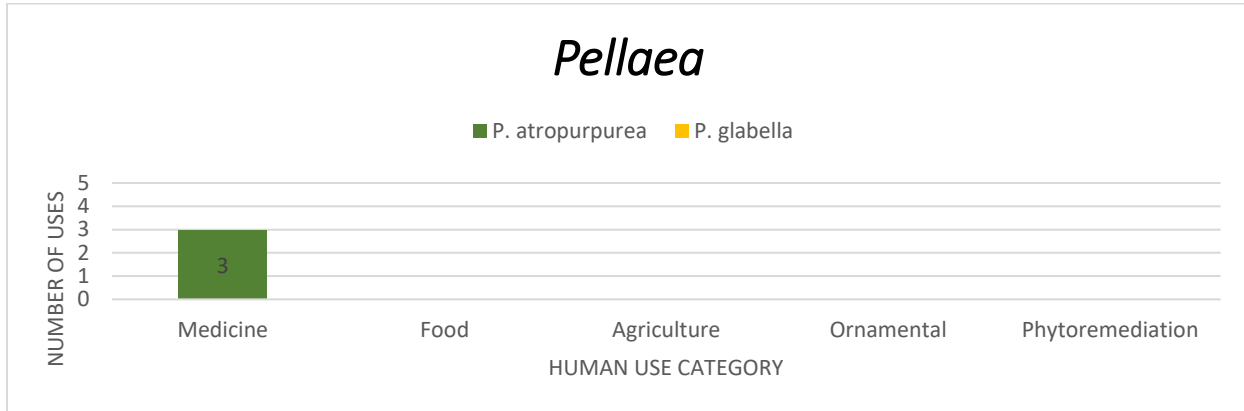 Pellaea
P. atropurpurea P. glabella
NUMBER OF USES
5
4
3
2
1
0
3
Medicine Food Agriculture Ornamental Phytoremediation
HUMAN USE CATEGORY